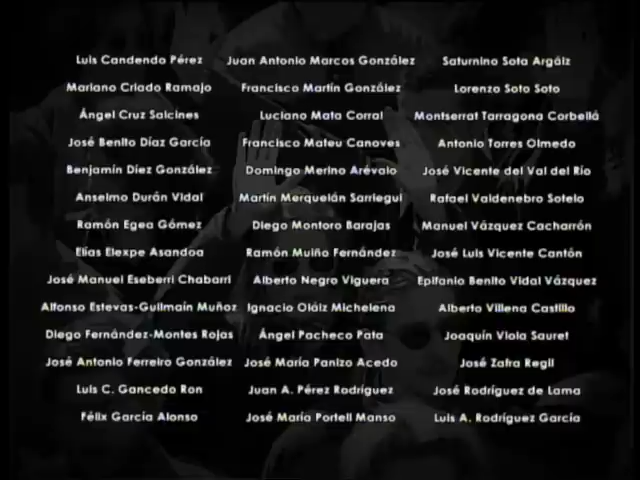 Luis Candendo Pérez
Mariano Criado Ramajo
Ángel Cruz Salcines
José Benito Díaz García
Benjamín Díez González
Anselmo Durán Vidal
Ramón Egea Gómez
Elías Elexpe Asandoa
José Manuel Eseberri Chabarri
Alfonso Estevas-Guilmaín Muñoz
Diego Fernández-Montes Rojas
José Antonio Ferreiro González
Luis C. Gancedo Ron
Félix García Alonso
Juan Antonio Marcos González
Francisco Martín González
Luciano Mata Corral
Francisco Mateu Canoves
Domingo Merino Arévalo
Martín Merquelán Sarriegui
Diego Montoro Barajas
Ramón Muiño Fernández
Alberto Negro Viguera
Ignacio Oláiz Michelena
Ángel Pacheco Pata
José María Panizo Acedo
Juan A. Pérez Rodríguez
José María Portell Manso
Saturnino Sota Argáiz
Lorenzo Soto Soto
Montserrat Tarragona Corbellá
Antonio Torres Olmedo
José Vicente del Val del Río
Rafael Valdenebro Sotelo
Manuel Vázquez Cacharrón
José Luis Vicente Cantón
Epifanio Benito Vidal Vázquez
Alberto Villena Castillo
Joaquín Viola Sauret
José Zafra Regil
José Rodríguez de Lama
Luis A. Rodríguez García